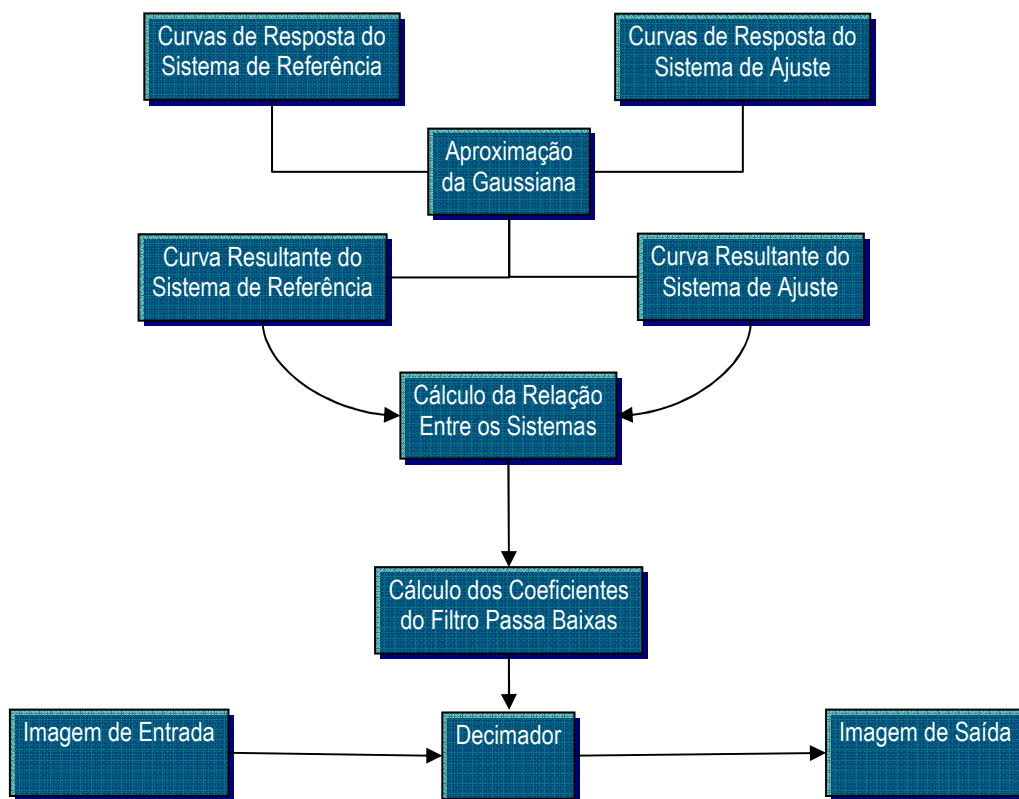 Curvas de Resposta do
Sistema de Referência
Curvas de Resposta do
Sistema de Ajuste
Aproximação
da Gaussiana
Curva Resultante do
Sistema de Referência
Curva Resultante do
Sistema de Ajuste
Cálculo da Relação
Entre os Sistemas
Cálculo dos Coeficientes
do Filtro Passa Baixas
Imagem de Entrada
Decimador
Imagem de Saída